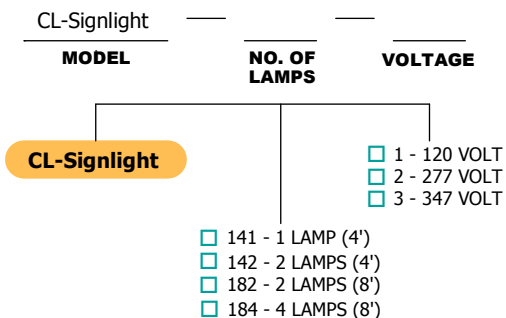 CL-Signlight — —
MODEL NO. OF LAMPS VOLTAGE
CL-Signlight
1 - 120 VOLT
2 - 277 VOLT
3 - 347 VOLT
141 - 1 LAMP (4')
142 - 2 LAMPS (4')
182 - 2 LAMPS (8')
184 - 4 LAMPS (8')